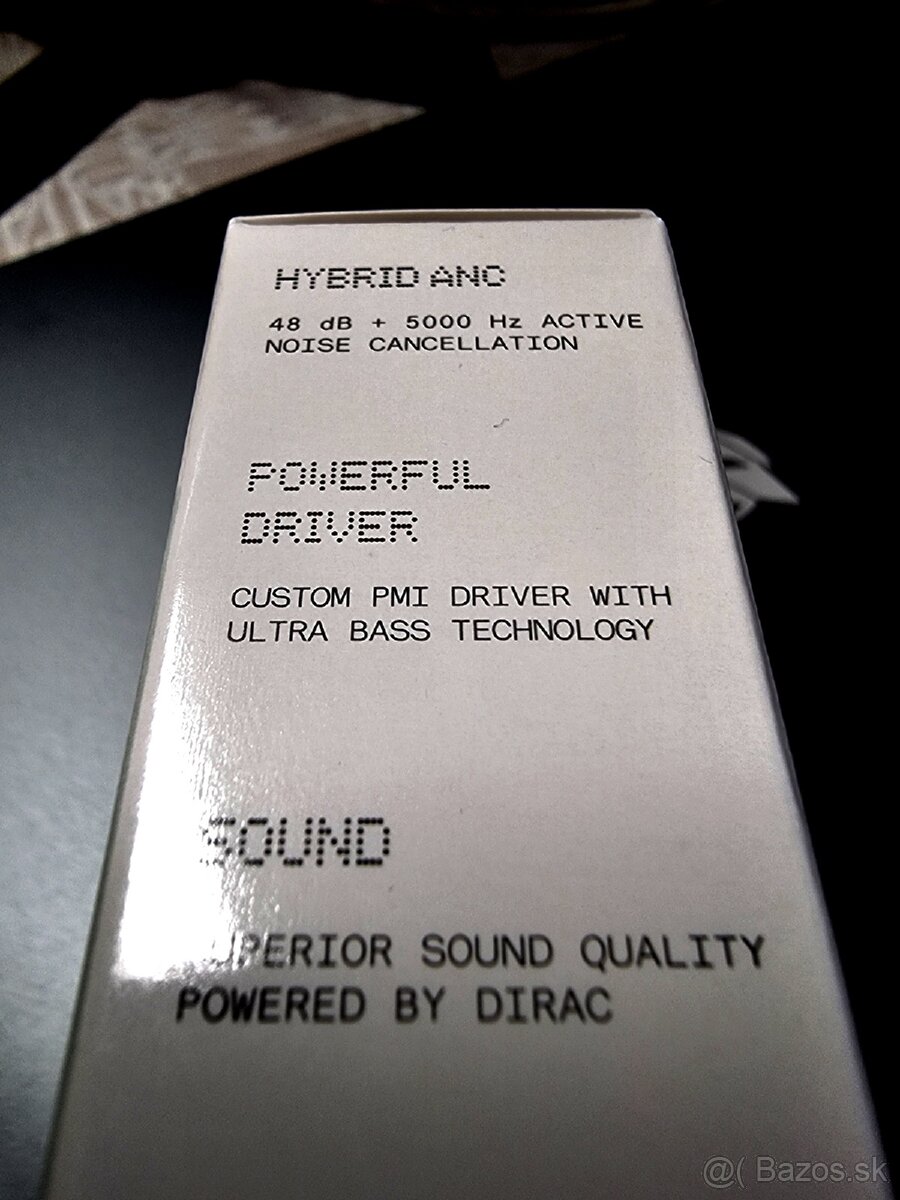 HYBRID ANC
48 dB + 5000 Hz ACTIVE
NOISE CANCELLATION
POWERFUL
DRIVER
CUSTOM PMI DRIVER WITH
ULTRA BASS TECHNOLOGY
SOUND
SUPERIOR SOUND QUALITY
POWERED BY DIRAC
@( Bazos.sk